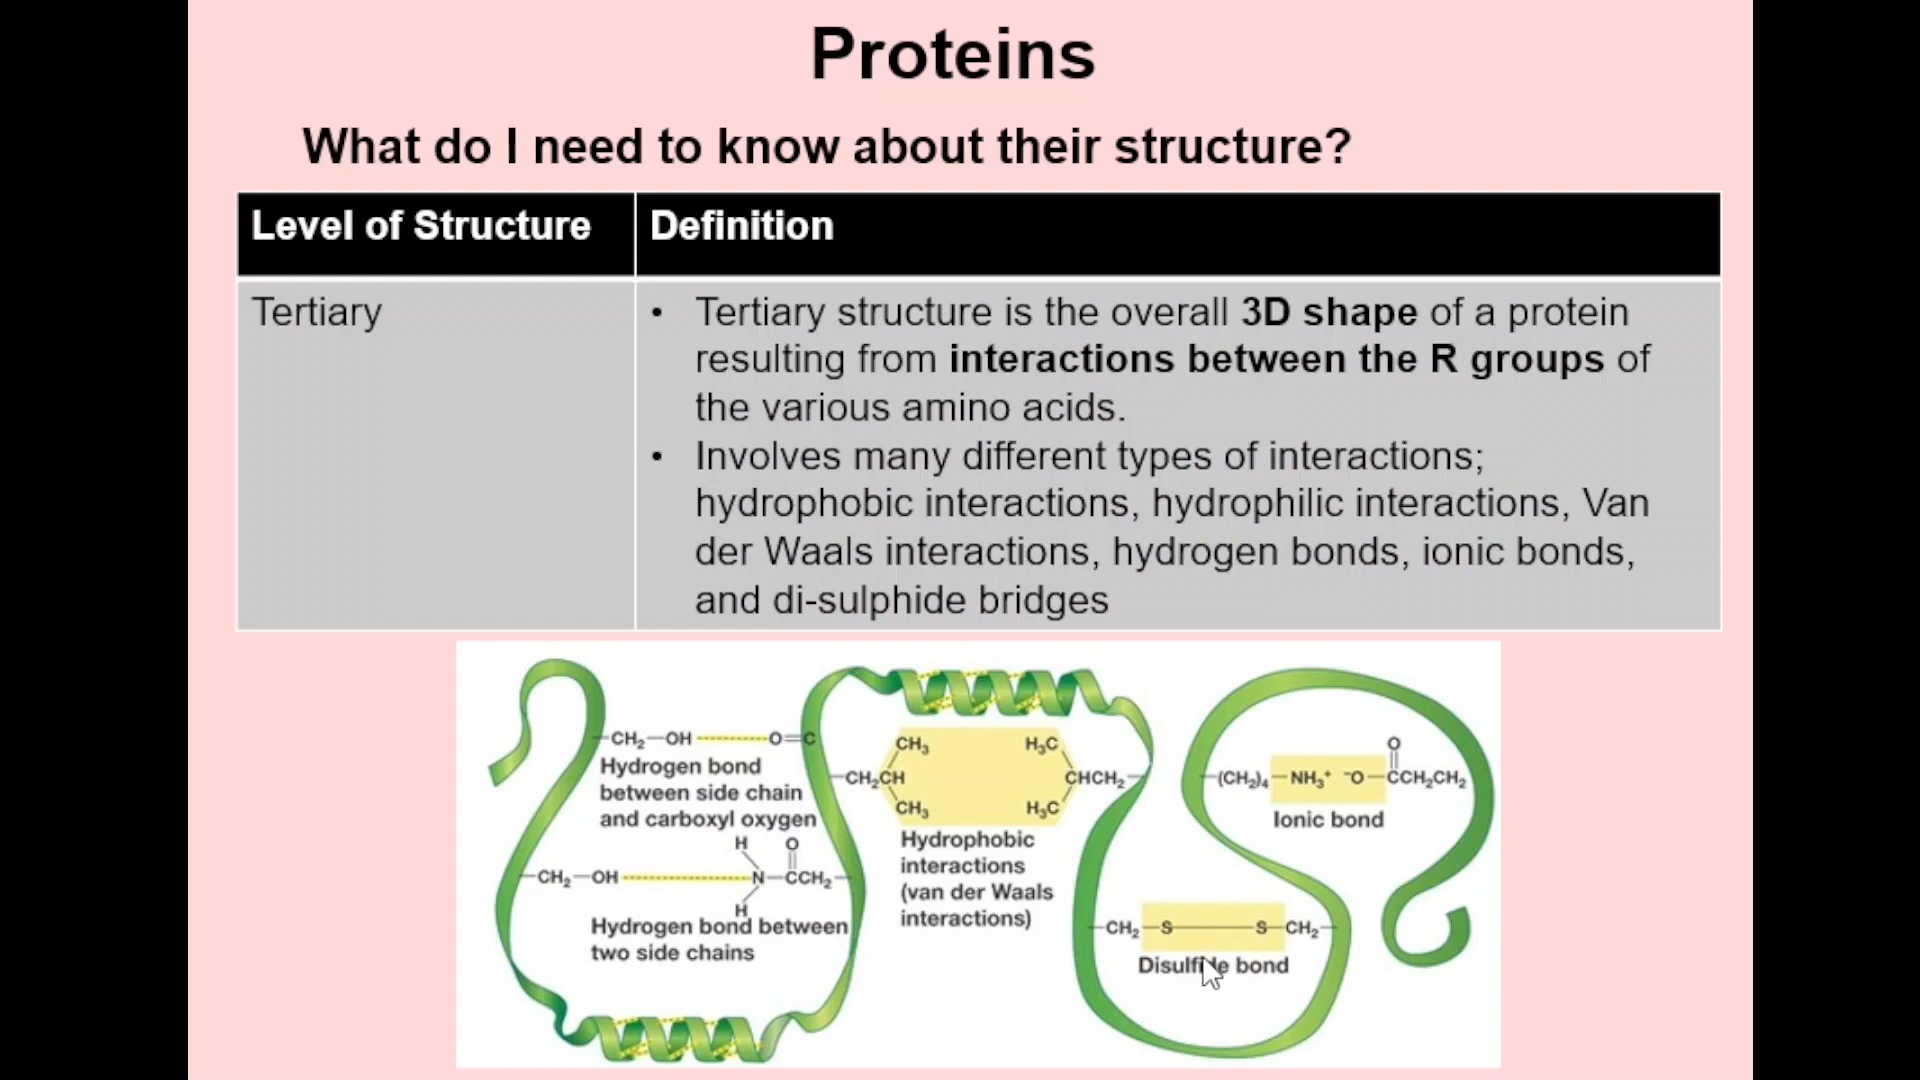 Proteins
What do I need to know about their structure?
Level of Structure
Definition
Tertiary
• Tertiary structure is the overall 3D shape of a protein
resulting from interactions between the R groups of
the various amino acids.
• Involves many different types of interactions;
hydrophobic interactions, hydrophilic interactions, Van
der Waals interactions, hydrogen bonds, ionic bonds,
and di-sulphide bridges
CH₂—OH O=C
Hydrogen bond
between side chain
and carboxyl oxygen
H O
CH₂—OH N—CCH₂
H
Hydrogen bond between
two side chains
CH₃ H₃C
CH₂CH CHCH₂
CH₃ H₃C
Hydrophobic
interactions
(van der Waals
interactions)
O
(CH₂)₄—NH₃⁺ ⁻O—CCH₂CH₂
Ionic bond
CH₂—S—S—CH₂
Disulfide bond